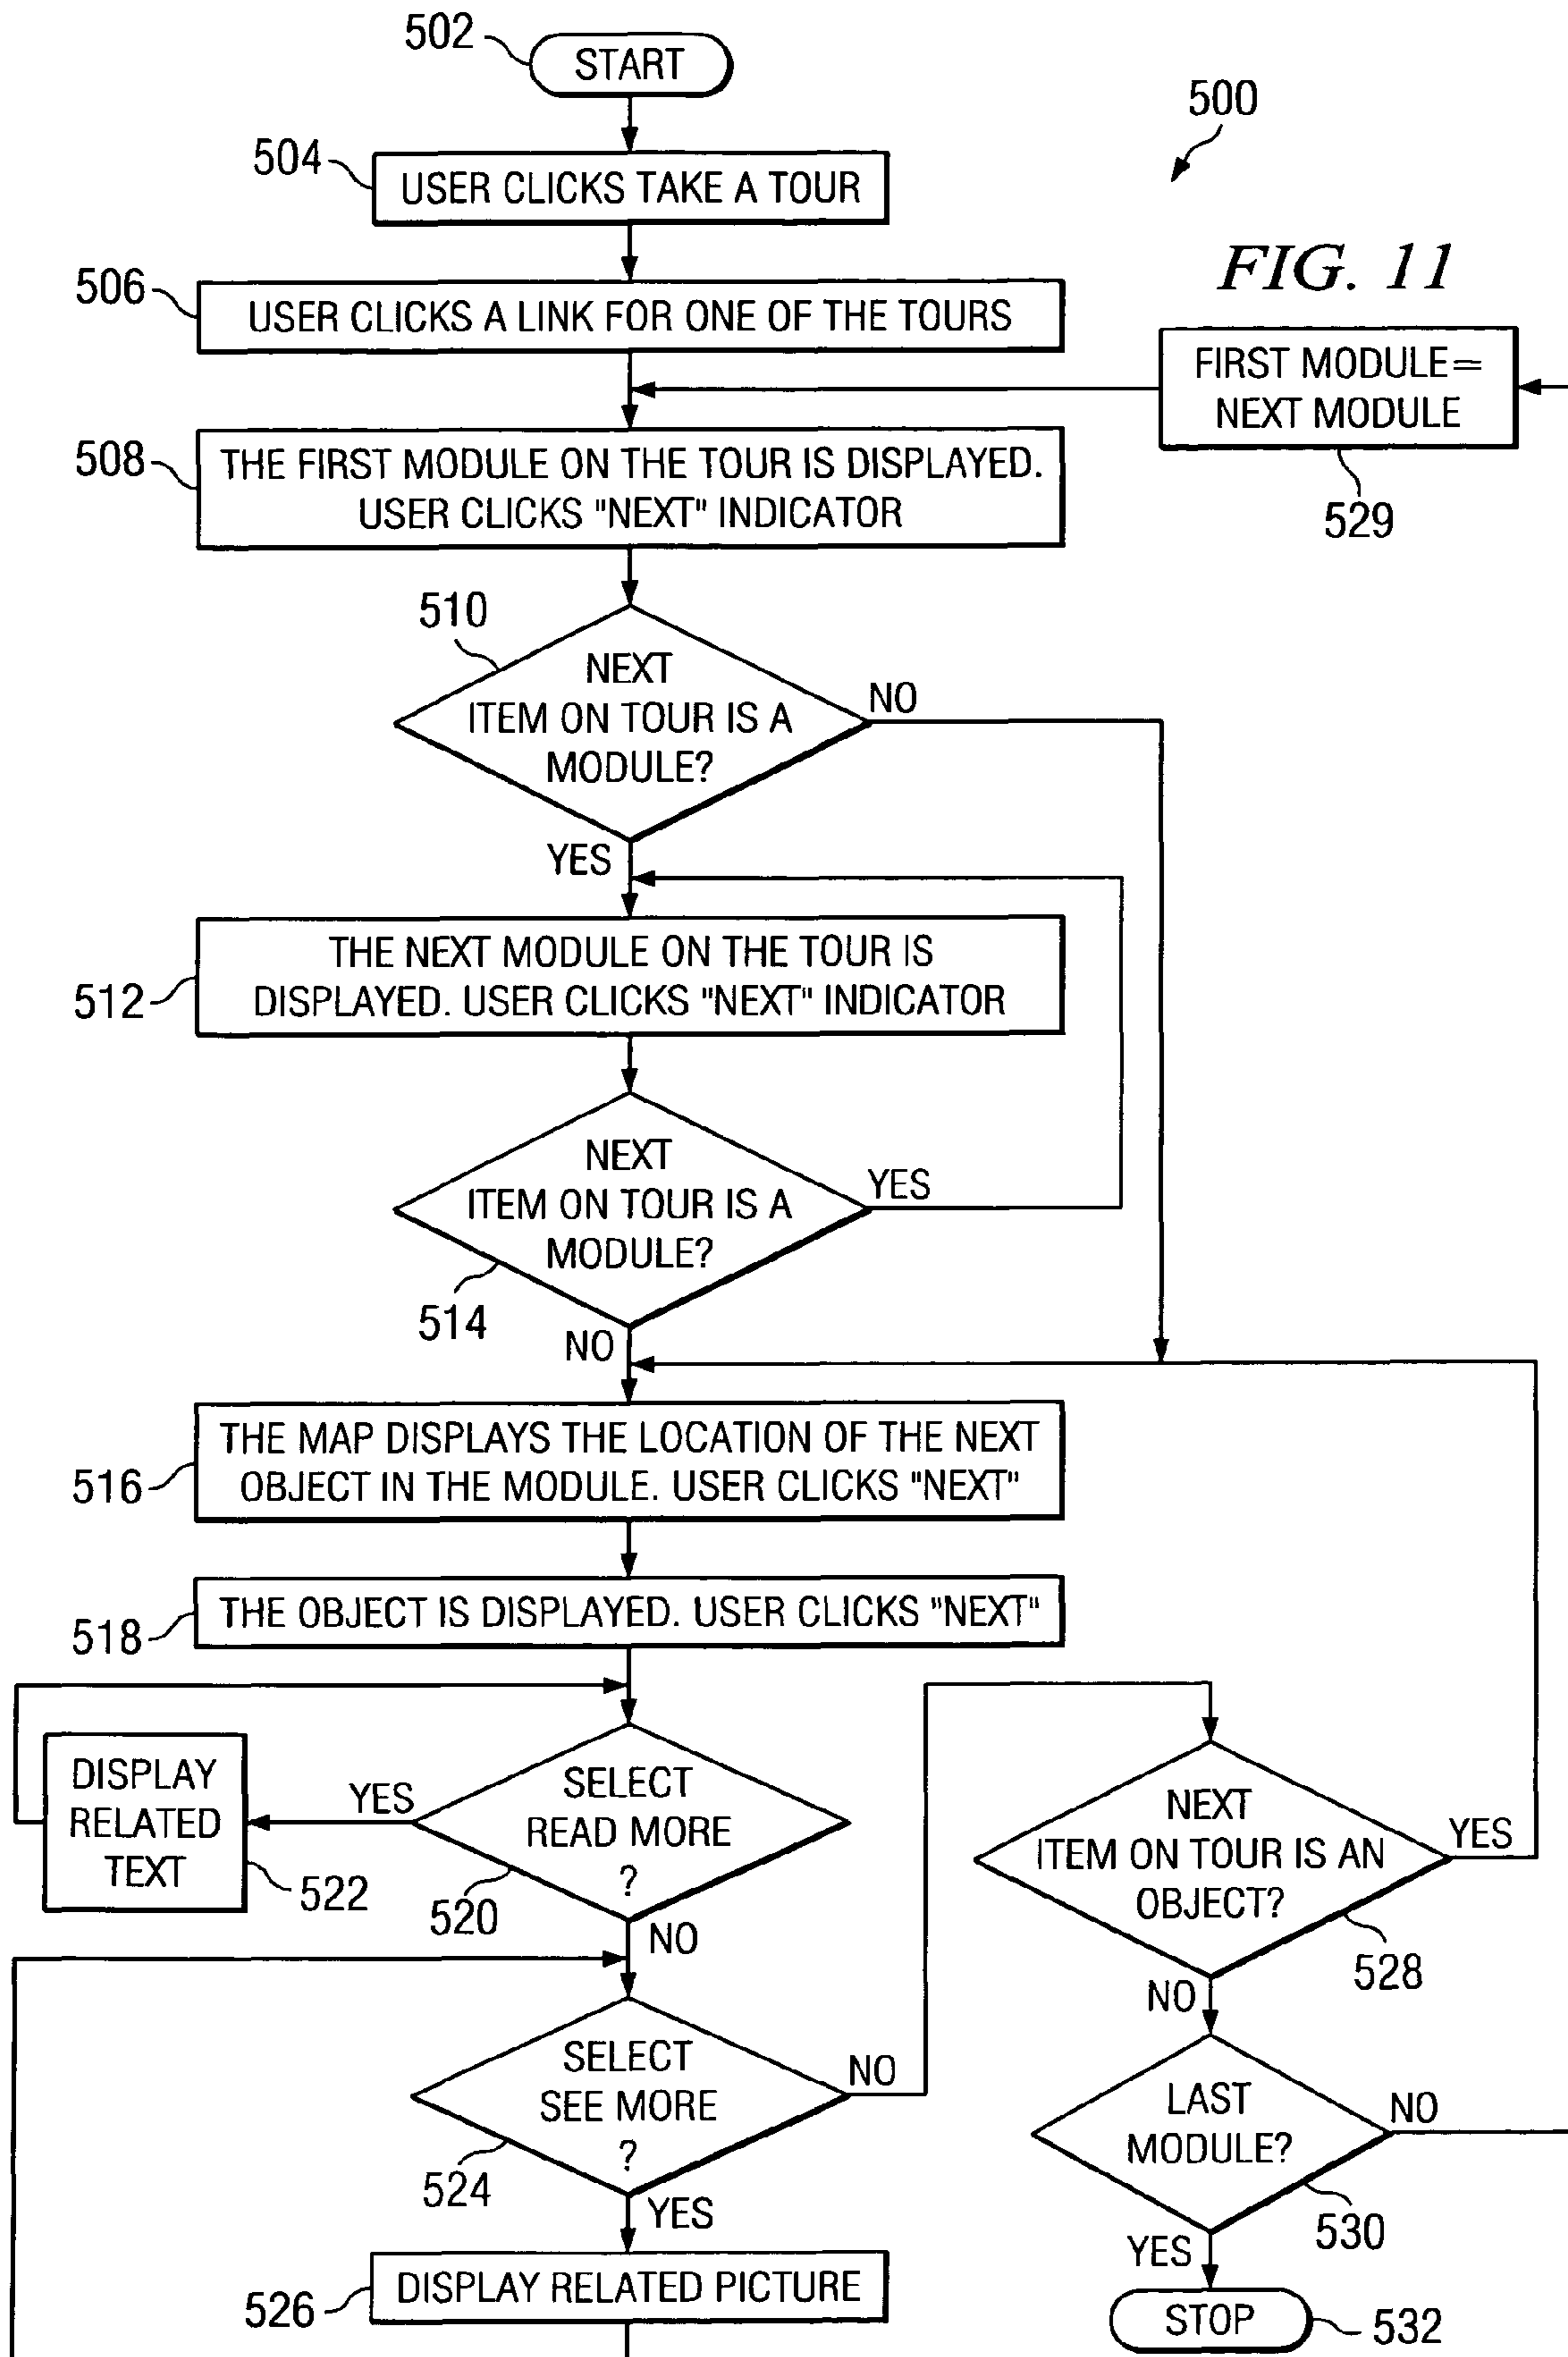 502
START
500
504
USER CLICKS TAKE A TOUR
FIG. 11
506
USER CLICKS A LINK FOR ONE OF THE TOURS
FIRST MODULE=
NEXT MODULE
529
508
THE FIRST MODULE ON THE TOUR IS DISPLAYED.
USER CLICKS "NEXT" INDICATOR
510
NEXT
ITEM ON TOUR IS A
MODULE?
NO
YES
512
THE NEXT MODULE ON THE TOUR IS
DISPLAYED. USER CLICKS "NEXT" INDICATOR
NEXT
ITEM ON TOUR IS A
MODULE?
YES
514
NO
516
THE MAP DISPLAYS THE LOCATION OF THE NEXT
OBJECT IN THE MODULE. USER CLICKS "NEXT"
518
THE OBJECT IS DISPLAYED. USER CLICKS "NEXT"
DISPLAY
RELATED
TEXT
522
YES
SELECT
READ MORE
?
520
NO
NEXT
ITEM ON TOUR IS AN
OBJECT?
YES
528
NO
SELECT
SEE MORE
?
NO
524
YES
LAST
MODULE?
NO
530
YES
526
DISPLAY RELATED PICTURE
STOP
532